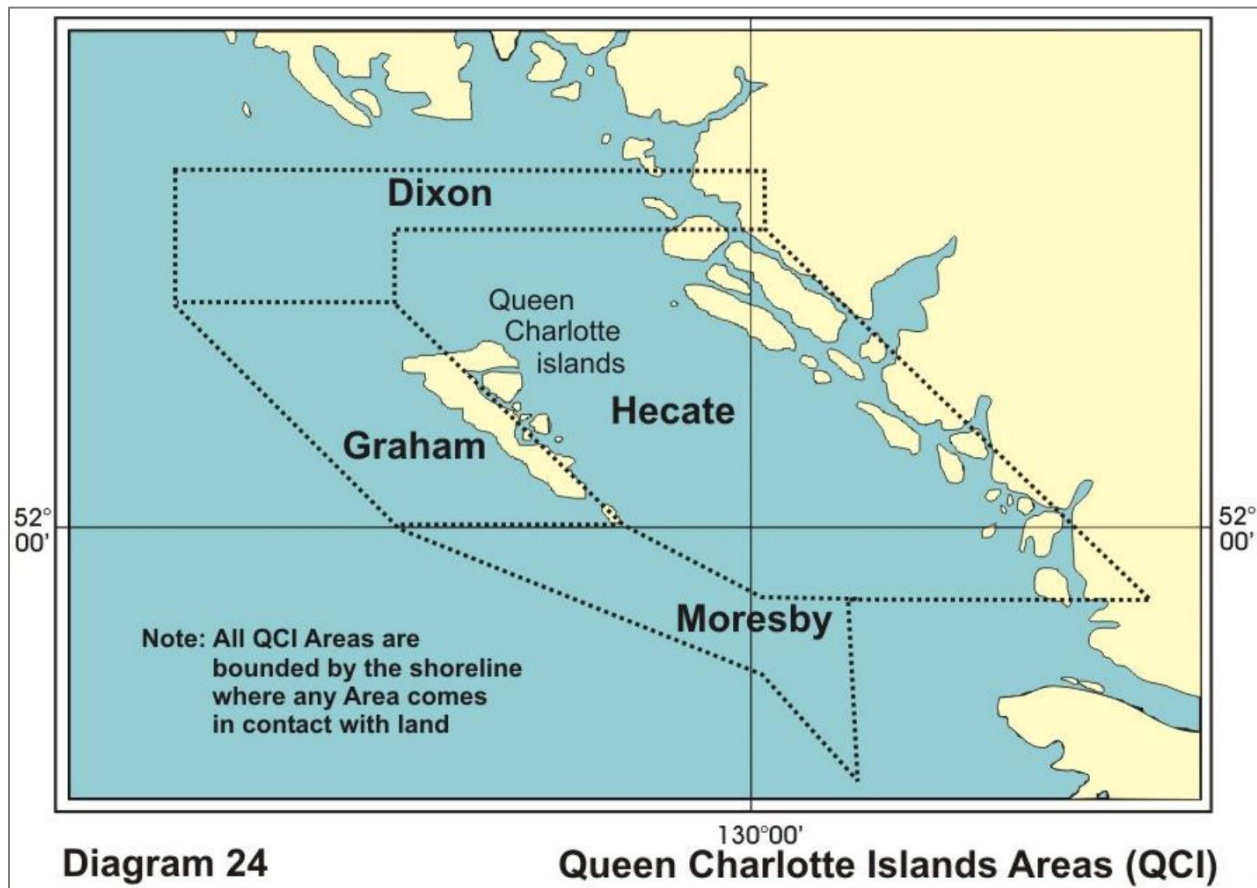 Dixon
Queen
Charlotte
islands
Hecate
Graham
52°
00'
52°
00'
Moresby
Note: All QCI Areas are
bounded by the shoreline
where any Area comes
in contact with land
130°00'
Diagram 24
Queen Charlotte Islands Areas (QCI)